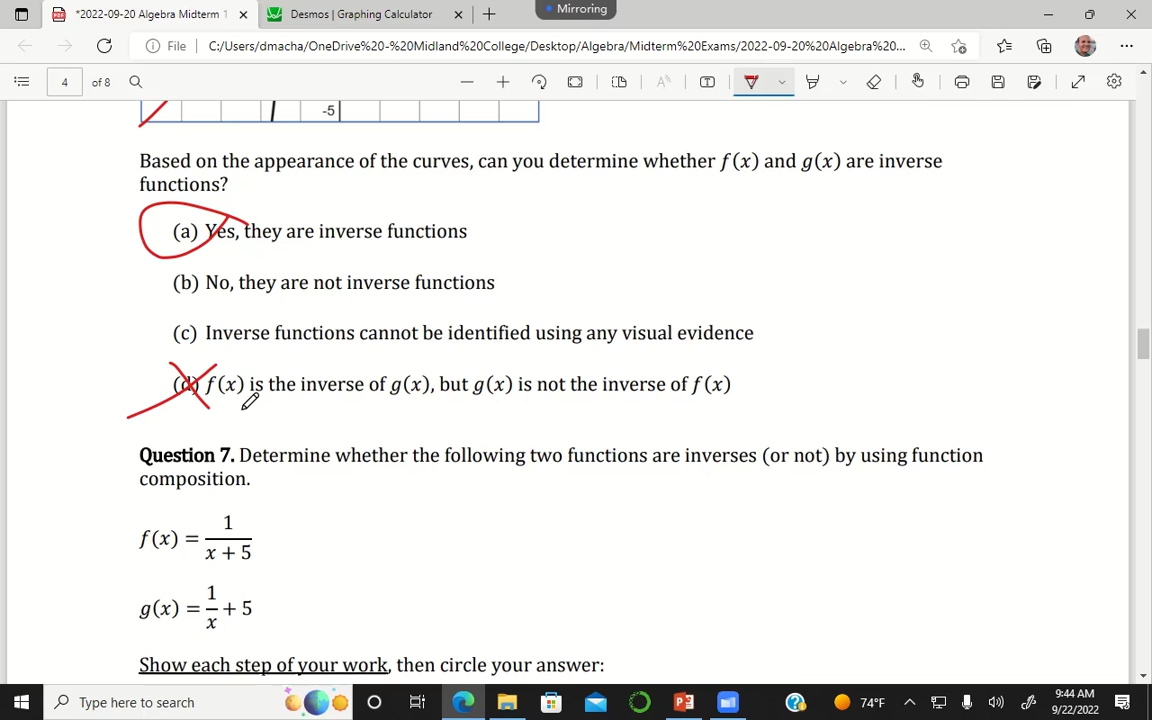 Mirroring
*2022-09-20 Algebra Midterm 1
Desmos | Graphing Calculator
File C:/Users/dmacha/OneDrive%20-%20Midland%20College/Desktop/Algebra/Midterm%20Exams/2022-09-20%20Algebra%20...
4 of 8
-5
Based on the appearance of the curves, can you determine whether f(x) and g(x) are inverse
functions?
(a) Yes, they are inverse functions
(b) No, they are not inverse functions
(c) Inverse functions cannot be identified using any visual evidence
(d) f(x) is the inverse of g(x), but g(x) is not the inverse of f(x)
Question 7. Determine whether the following two functions are inverses (or not) by using function
composition.
f(x) = 1 / (x + 5)
g(x) = 1/x + 5
Show each step of your work, then circle your answer:
Type here to search
74°F
9:44 AM
9/22/2022